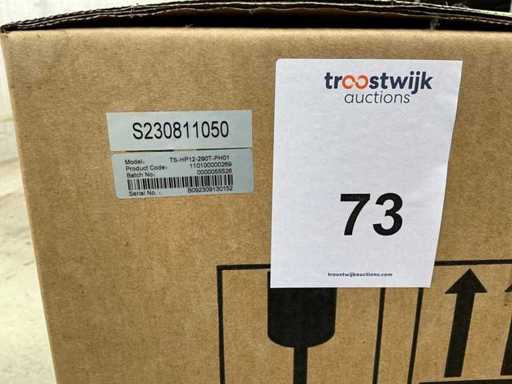 S230811050
Model: TS-HP12-290T-PH01
Product Code: 110100000269
Batch No: 0000055526
Serial No. : B092309130152
troostwijk
auctions
73
troostwijkauctions.com